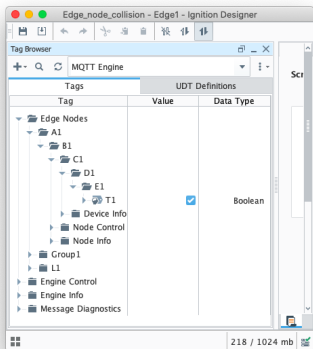 Edge_node_collision - Edge1 - Ignition Designer
Tag Browser
MQTT Engine
Tags UDT Definitions
Tag Value Data Type
Edge Nodes
A1
B1
C1
D1
E1
T1 Boolean
Device Info
Node Control
Node Info
Group1
L1
Engine Control
Engine Info
Message Diagnostics
Scr
218 / 1024 mb